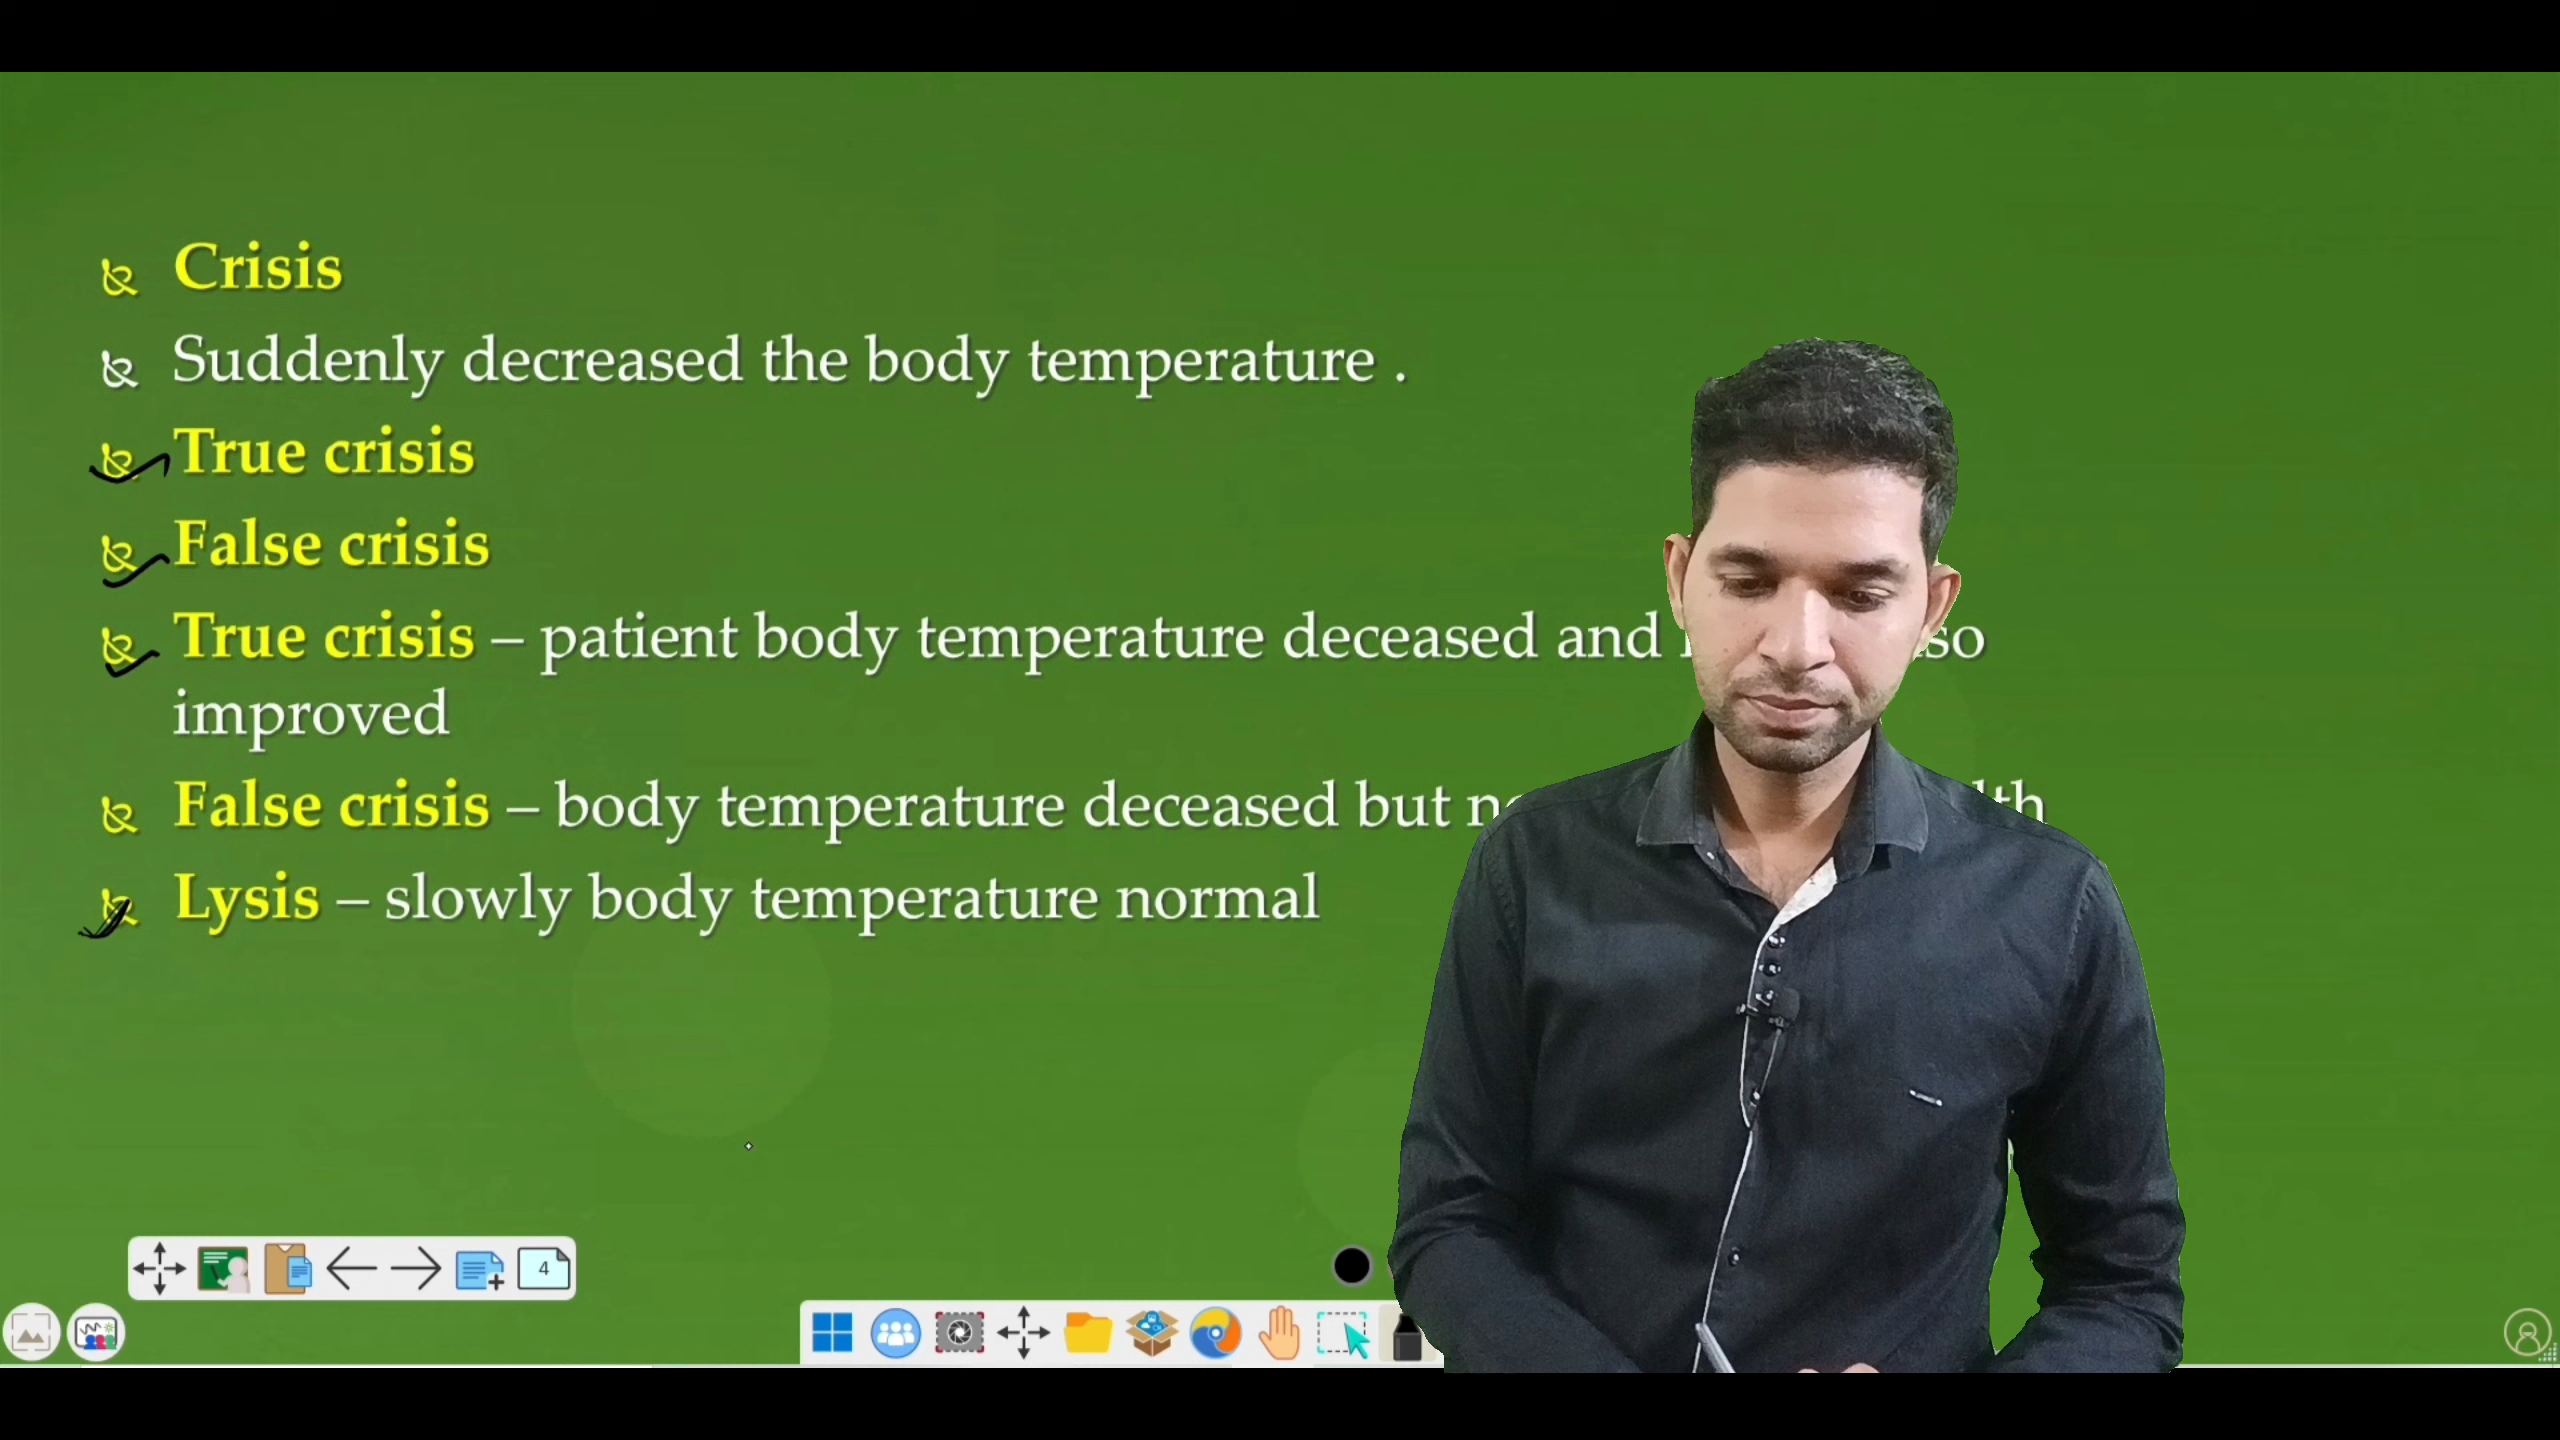 Crisis
Suddenly decreased the body temperature .
True crisis
False crisis
True crisis – patient body temperature deceased and
improved
False crisis – body temperature deceased but
Lysis – slowly body temperature normal
4